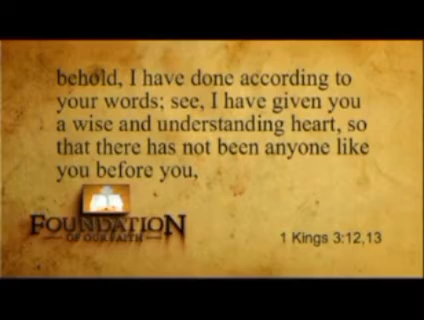 behold, I have done according to
your words; see, I have given you
a wise and understanding heart, so
that there has not been anyone like
you before you,
FOUNDATION
OF OUR FAITH
1 Kings 3:12,13